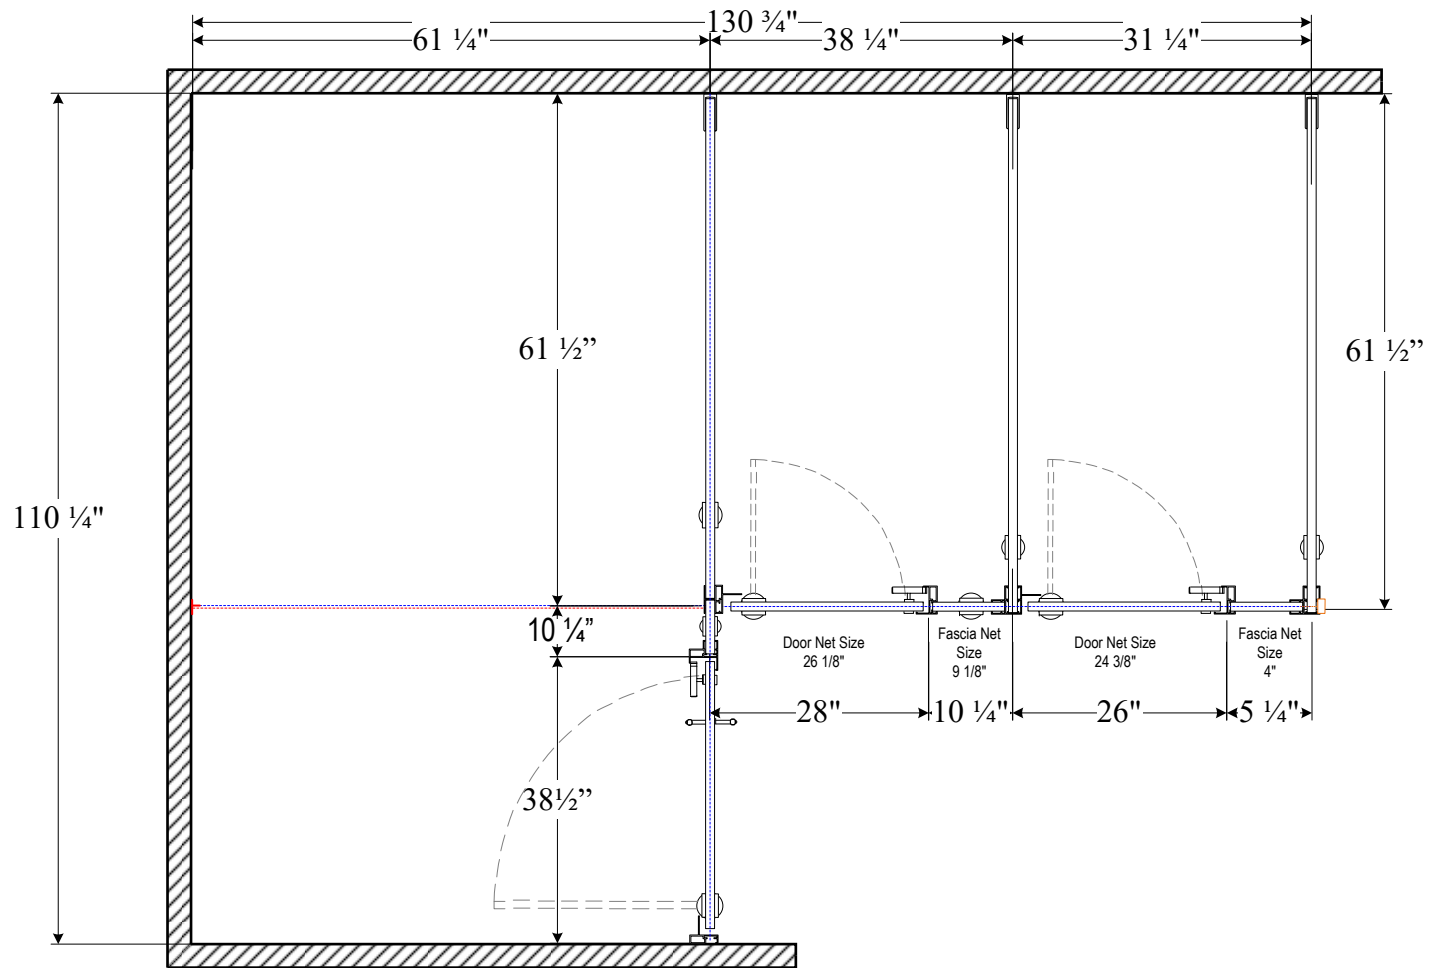 130 ¾"
61 ¼"
38 ¼"
31 ¼"
61 ½”
61 ½”
110 ¼"
10 ¼”
Door Net Size
26 1/8"
Fascia Net
Size
9 1/8"
Door Net Size
24 3/8"
Fascia Net
Size
4"
28"
10 ¼"
26"
5 ¼"
38½”